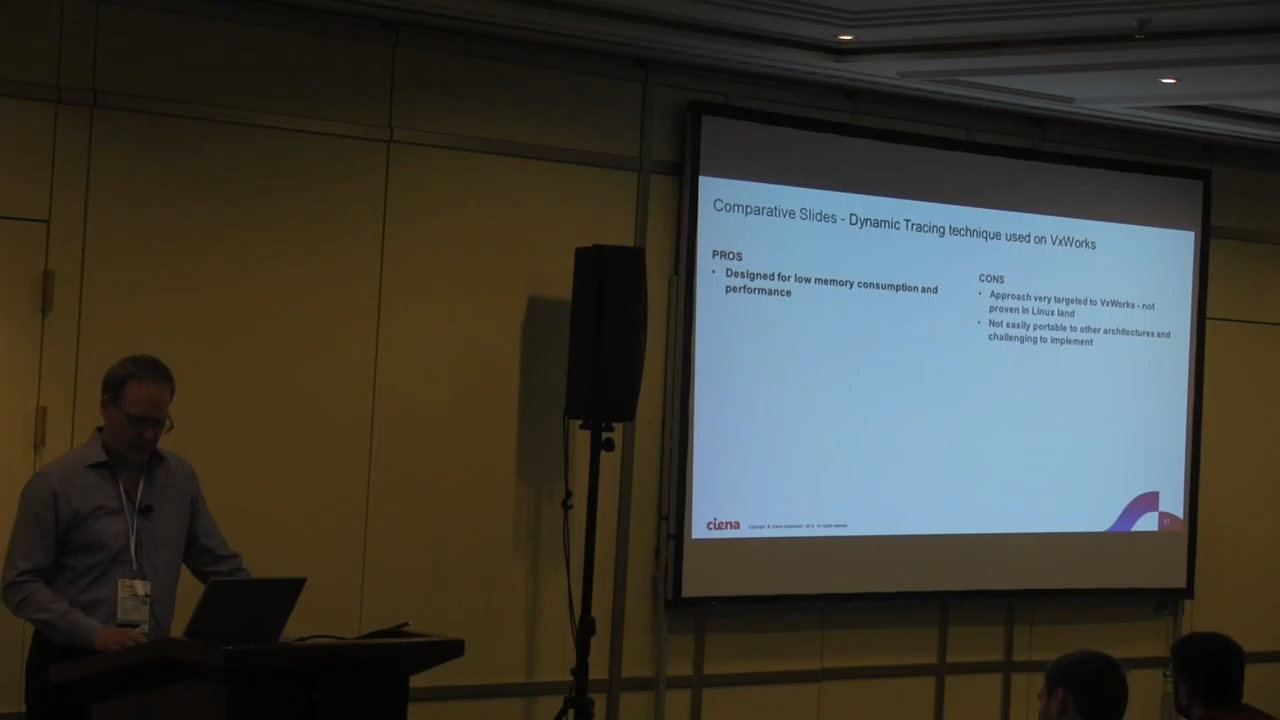 Comparative Slides - Dynamic Tracing technique used on VxWorks
PROS
• Designed for low memory consumption and
performance
CONS
• Approach very targeted to VxWorks - not
proven in Linux land
• Not easily portable to other architectures and
challenging to implement
ciena